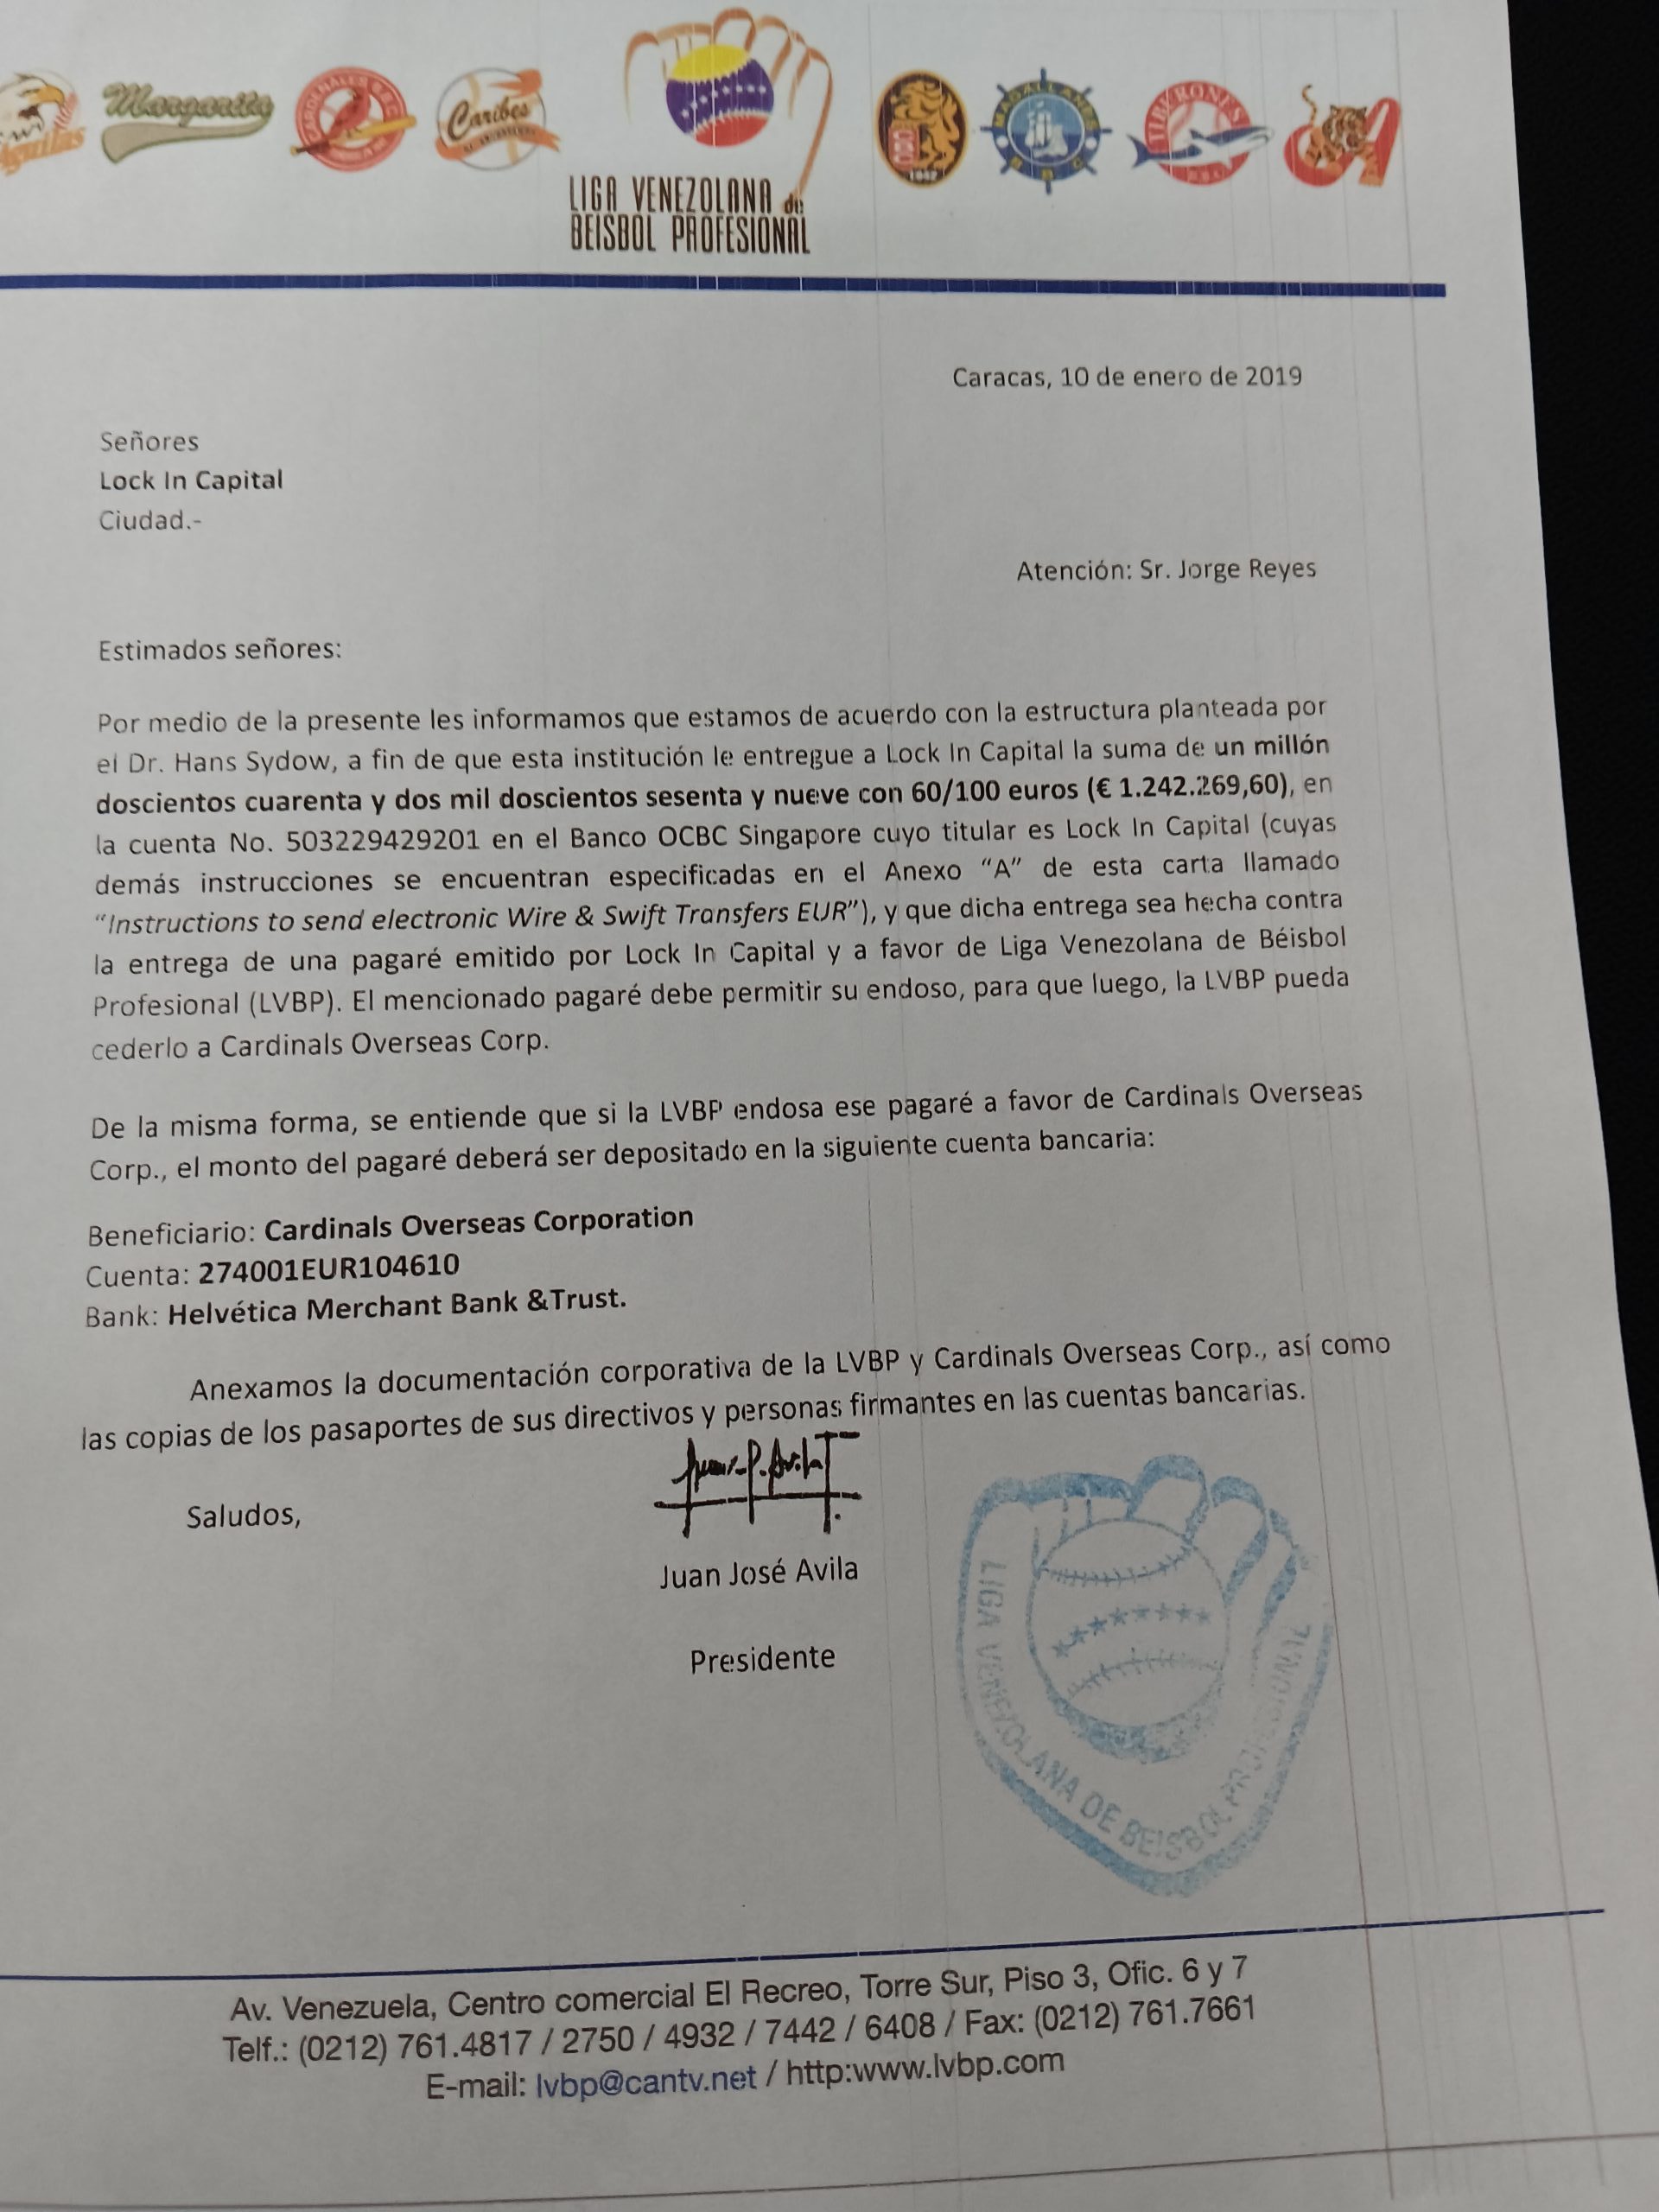 Aguilas
Margarita
CARDENALES
Caribes
LIGA VENEZOLANA de
BEISBOL PROFESIONAL
1942
MAGALLANES
B B C
TIBURONES
B.B.C.
Caracas, 10 de enero de 2019
Señores
Lock In Capital
Ciudad.-
Atención: Sr. Jorge Reyes
Estimados señores:
Por medio de la presente les informamos que estamos de acuerdo con la estructura planteada por
el Dr. Hans Sydow, a fin de que esta institución le entregue a Lock In Capital la suma de un millón
doscientos cuarenta y dos mil doscientos sesenta y nueve con 60/100 euros (€ 1.242.269,60), en
la cuenta No. 503229429201 en el Banco OCBC Singapore cuyo titular es Lock In Capital (cuyas
demás instrucciones se encuentran especificadas en el Anexo “A” de esta carta llamado
“Instructions to send electronic Wire & Swift Transfers EUR”), y que dicha entrega sea hecha contra
la entrega de una pagaré emitido por Lock In Capital y a favor de Liga Venezolana de Béisbol
Profesional (LVBP). El mencionado pagaré debe permitir su endoso, para que luego, la LVBP pueda
cederlo a Cardinals Overseas Corp.
De la misma forma, se entiende que si la LVBP endosa ese pagaré a favor de Cardinals Overseas
Corp., el monto del pagaré deberá ser depositado en la siguiente cuenta bancaria:
Beneficiario: Cardinals Overseas Corporation
Cuenta: 274001EUR104610
Bank: Helvética Merchant Bank &Trust.
Anexamos la documentación corporativa de la LVBP y Cardinals Overseas Corp., así como
las copias de los pasaportes de sus directivos y personas firmantes en las cuentas bancarias.
Saludos,
Juan José Avila
Presidente
LIGA VENEZOLANA DE BEISBOL PROFESIONAL
Av. Venezuela, Centro comercial El Recreo, Torre Sur, Piso 3, Ofic. 6 y 7
Telf.: (0212) 761.4817 / 2750 / 4932 / 7442 / 6408 / Fax: (0212) 761.7661
E-mail: lvbp@cantv.net / http:www.lvbp.com